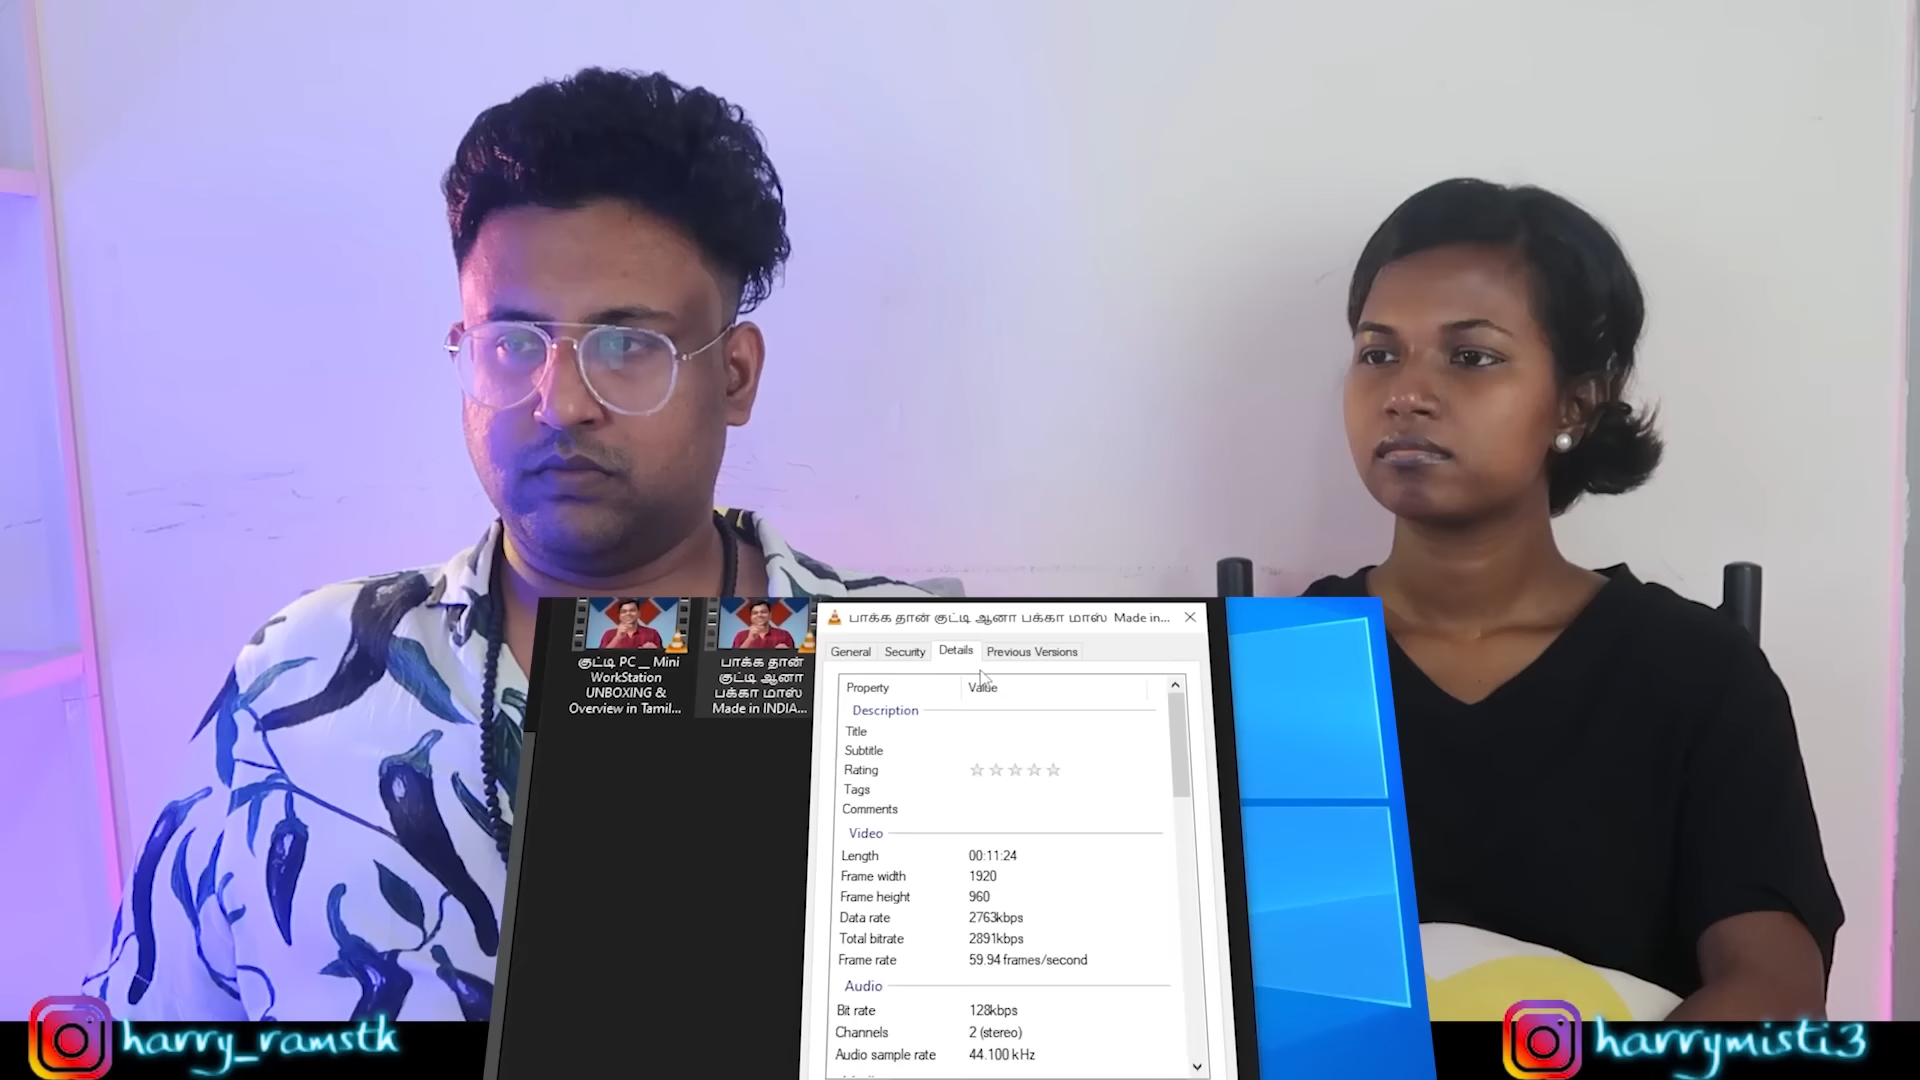 குட்டி PC _ Mini
WorkStation
UNBOXING &
Overview in Tamil...
பாக்க தான்
குட்டி ஆனா
பக்கா மாஸ்
Made in INDIA...
பாக்க தான் குட்டி ஆனா பக்கா மாஸ் Made in...
General Security Details Previous Versions
Property Value
Description
Title
Subtitle
Rating
Tags
Comments
Video
Length 00:11:24
Frame width 1920
Frame height 960
Data rate 2763kbps
Total bitrate 2891kbps
Frame rate 59.94 frames/second
Audio
Bit rate 128kbps
Channels 2 (stereo)
Audio sample rate 44.100 kHz
harry_ramstk
harrymisti3